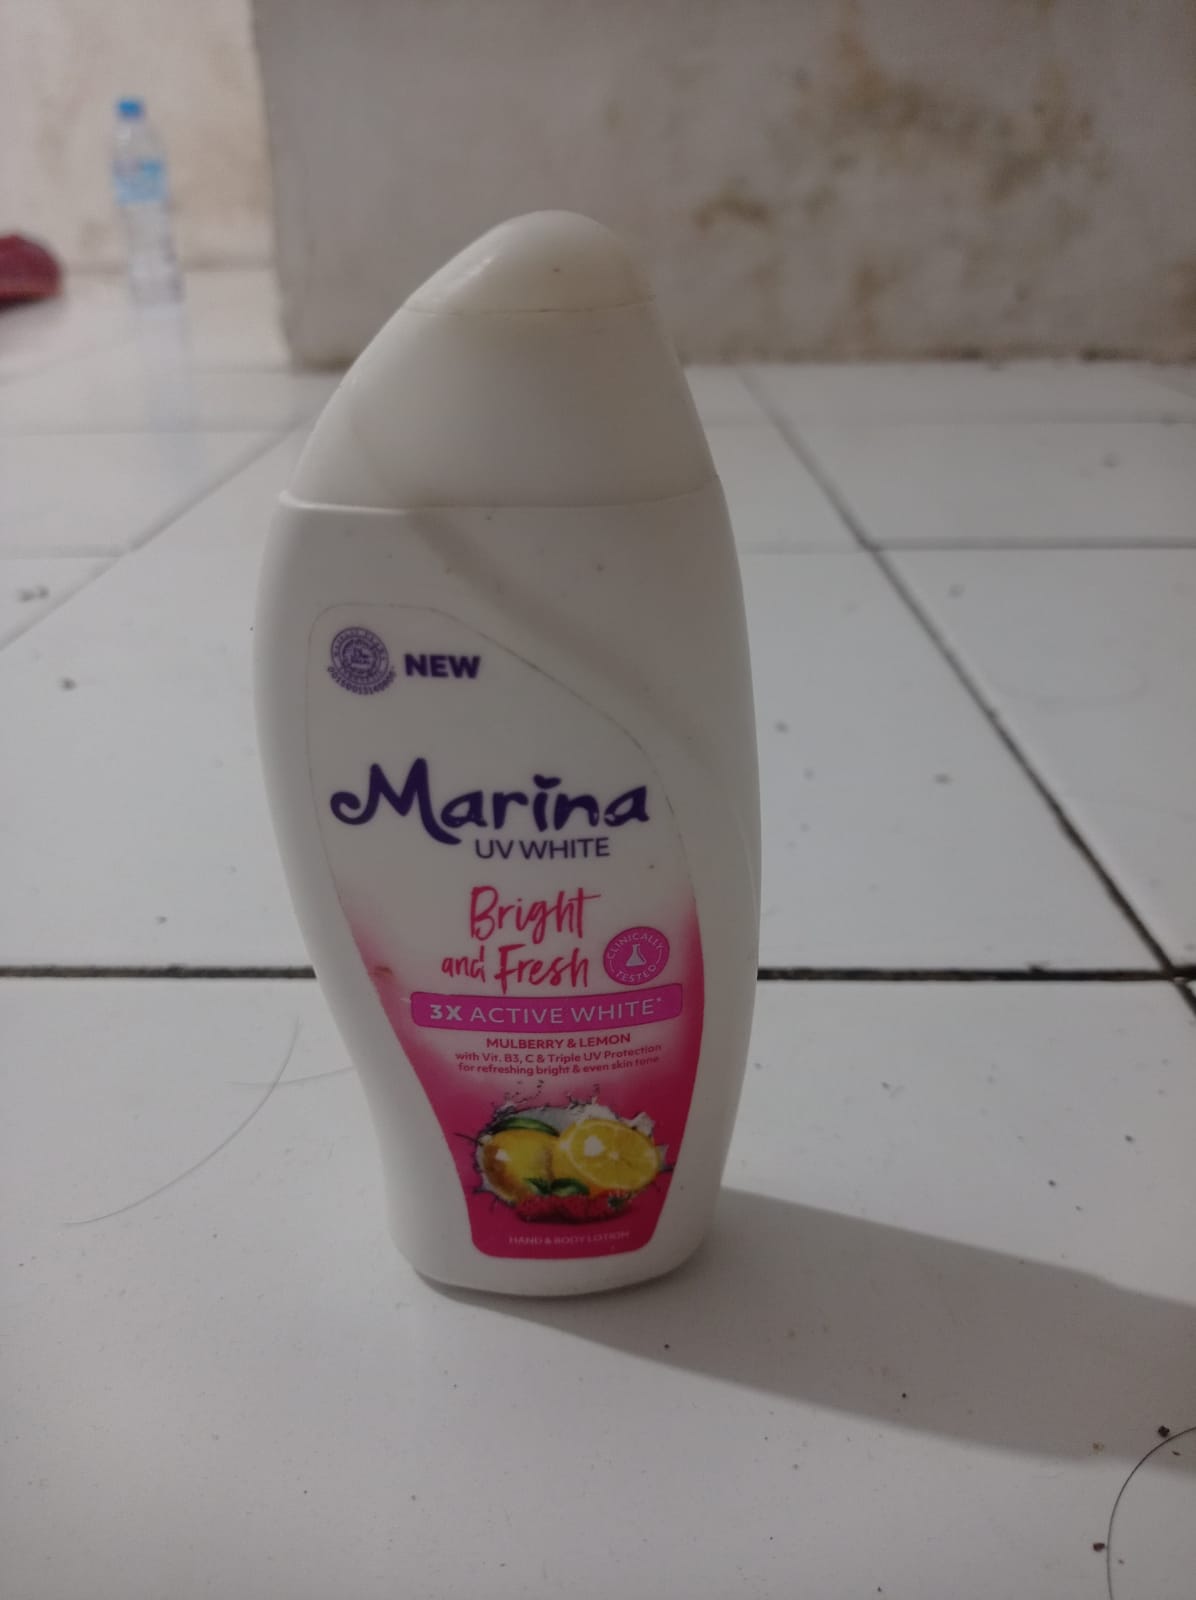 NEW
Marina
UV WHITE
Bright
and Fresh
CLINICALLY TESTED
3X ACTIVE WHITE*
MULBERRY & LEMON
with Vit. B3, C & Triple UV Protection
for refreshing bright & even skin tone
HAND & BODY LOTION